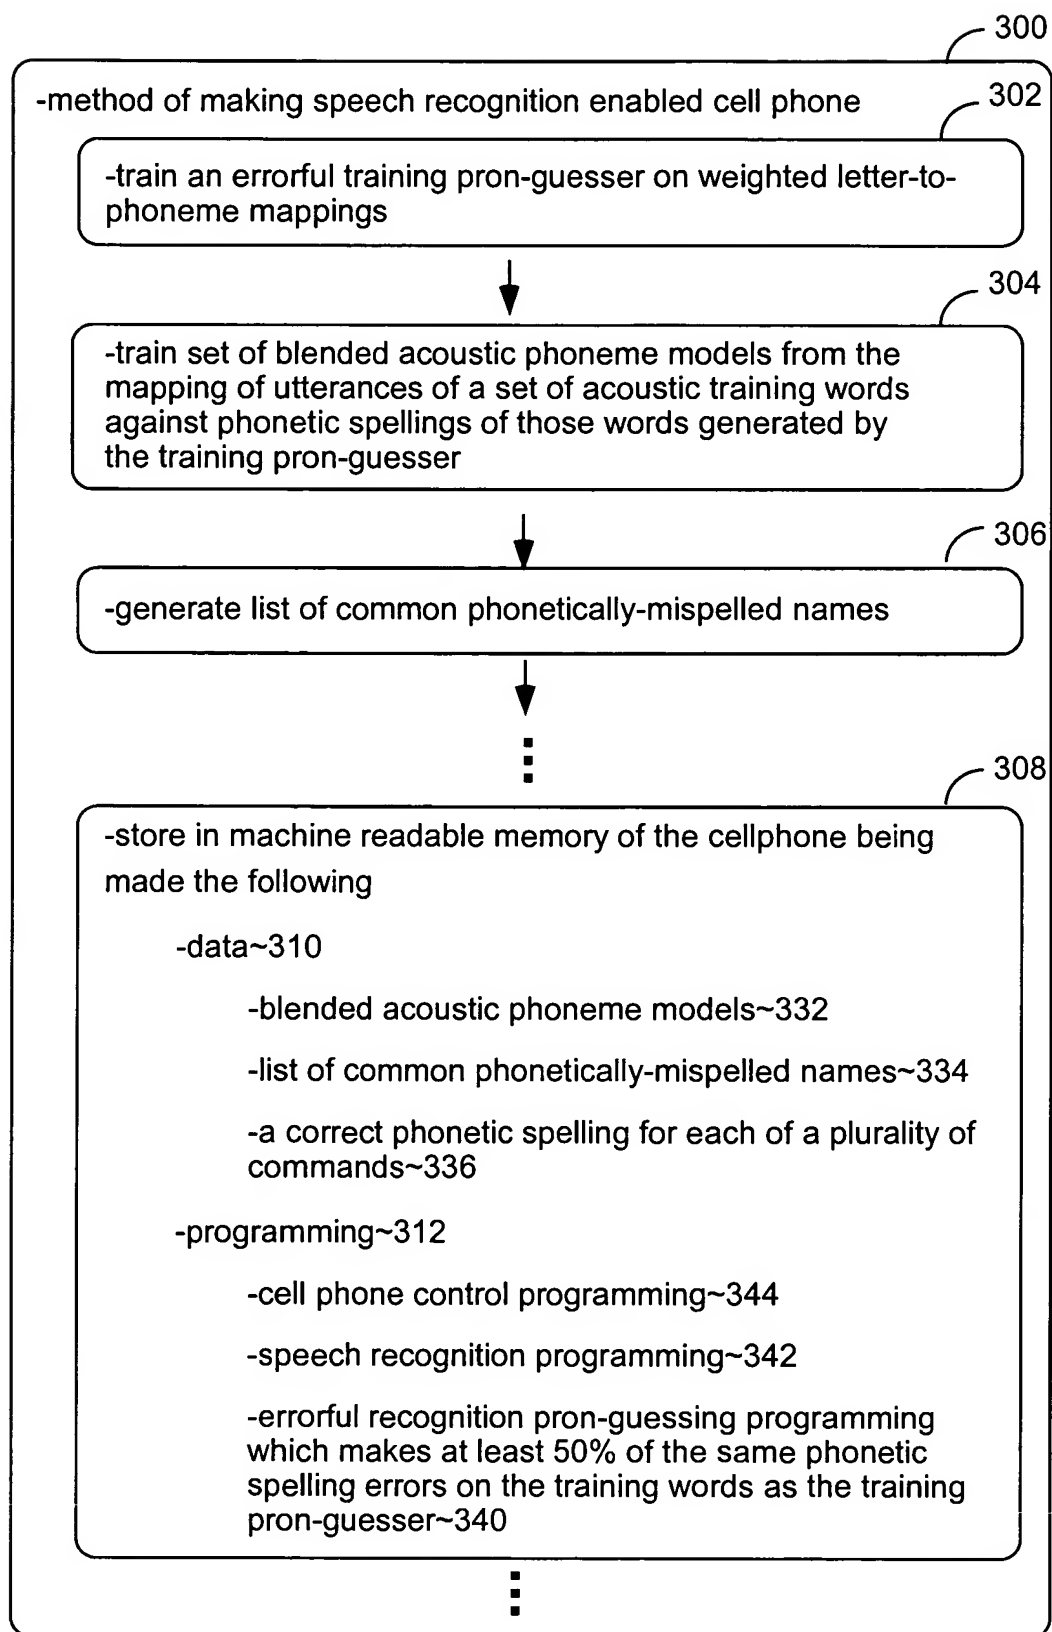 300
-method of making speech recognition enabled cell phone
302
-train an errorful training pron-guesser on weighted letter-to-
phoneme mappings
304
-train set of blended acoustic phoneme models from the
mapping of utterances of a set of acoustic training words
against phonetic spellings of those words generated by
the training pron-guesser
306
-generate list of common phonetically-mispelled names
308
-store in machine readable memory of the cellphone being
made the following
-data~310
-blended acoustic phoneme models~332
-list of common phonetically-mispelled names~334
-a correct phonetic spelling for each of a plurality of
commands~336
-programming~312
-cell phone control programming~344
-speech recognition programming~342
-errorful recognition pron-guessing programming
which makes at least 50% of the same phonetic
spelling errors on the training words as the training
pron-guesser~340